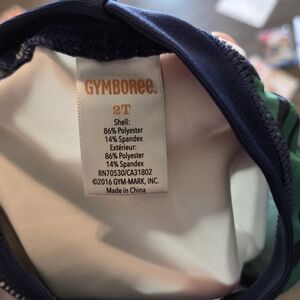 GYMBOREE.
2T
Shell:
86% Polyester
14% Spandex
Extérieur:
86% Polyester
14% Spandex
RN70530/CA31802
©2016 GYM-MARK, INC.
Made in China